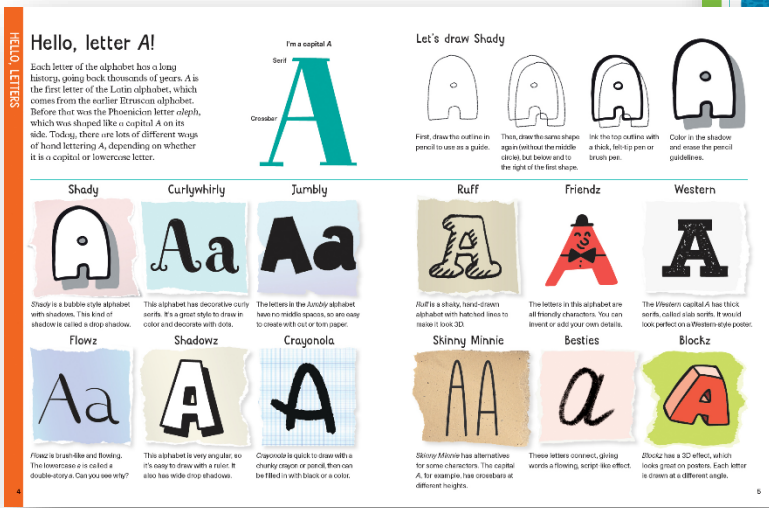 HELLO, LETTERS
Hello, letter A!
Each letter of the alphabet has a long
history, going back thousands of years. A is
the first letter of the Latin alphabet, which
comes from the earlier Etruscan alphabet.
Before that was the Phoenician letter aleph,
which was shaped like a capital A on its
side. Today, there are lots of different ways
of hand lettering A, depending on whether
it is a capital or lowercase letter.
I'm a capital A
Serif
Crossbar
A
Let's draw Shady
A A A A
First, draw the outline in
pencil to use as a guide.
Then, draw the same shape
again (without the middle
circle), but below and to
the right of the first shape.
Ink the top outline with
a thick, felt-tip pen or
brush pen.
Color in the shadow
and erase the pencil
guidelines.
Shady
A
Shady is a bubble style alphabet
with shadows. This kind of
shadow is called a drop shadow.
Curlywhirly
Aa
This alphabet has decorative curly
serifs. It's a great style to draw in
color and decorate with dots.
Jumbly
Aa
The letters in the Jumbly alphabet
have no middle spaces, so are easy
to create with cut or torn paper.
Ruff
A
Ruff is a shaky, hand-drawn
alphabet with hatched lines to
make it look 3D.
Friendz
A
The letters in this alphabet are
all friendly characters. You can
invent or add your own details.
Western
A
The Western capital A has thick
serifs, called slab serifs. It would
look perfect on a Western-style poster.
Flowz
Aa
Flowz is brush-like and flowing.
The lowercase a is called a
double-story a. Can you see why?
Shadowz
A
This alphabet is very angular, so
it's easy to draw with a ruler. It
also has wide drop shadows.
Crayonola
A
Crayonola is quick to draw with a
chunky crayon or pencil, then can
be filled in with black or a color.
Skinny Minnie
AA
Skinny Minnie has alternatives
for some characters. The capital
A, for example, has crossbars at
different heights.
Besties
a
These letters connect, giving
words a flowing, script-like effect.
Blockz
A
Blockz has a 3D effect, which
looks great on posters. Each letter
is drawn at a different angle.
4
5